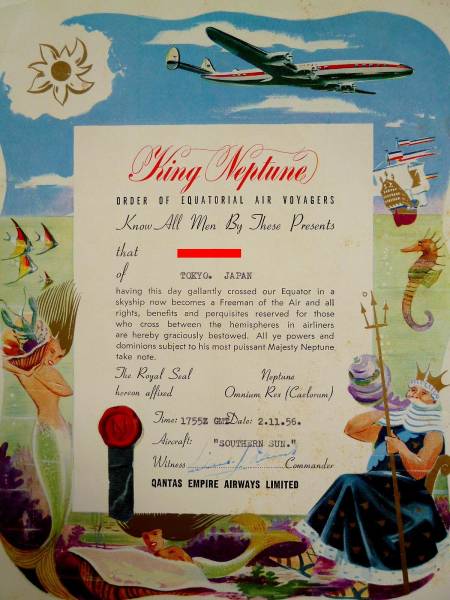 King Neptune
ORDER OF EQUATORIAL AIR VOYAGERS
Know All Men By These Presents
that
of TOKYO. JAPAN
having this day gallantly crossed our Equator in a
skyship now becomes a Freeman of the Air and all
rights, benefits and perquisites reserved for those
who cross between the hemispheres in airliners
are hereby graciously bestowed. All ye powers and
dominions subject to his most puissant Majesty Neptune
take note.
The Royal Seal Neptune
hereon affixed Omnium Rex (Caelorum)
Time: 1755Z GMT Date: 2.11.56.
Aircraft: "SOUTHERN SUN."
Witness Commander
QANTAS EMPIRE AIRWAYS LIMITED